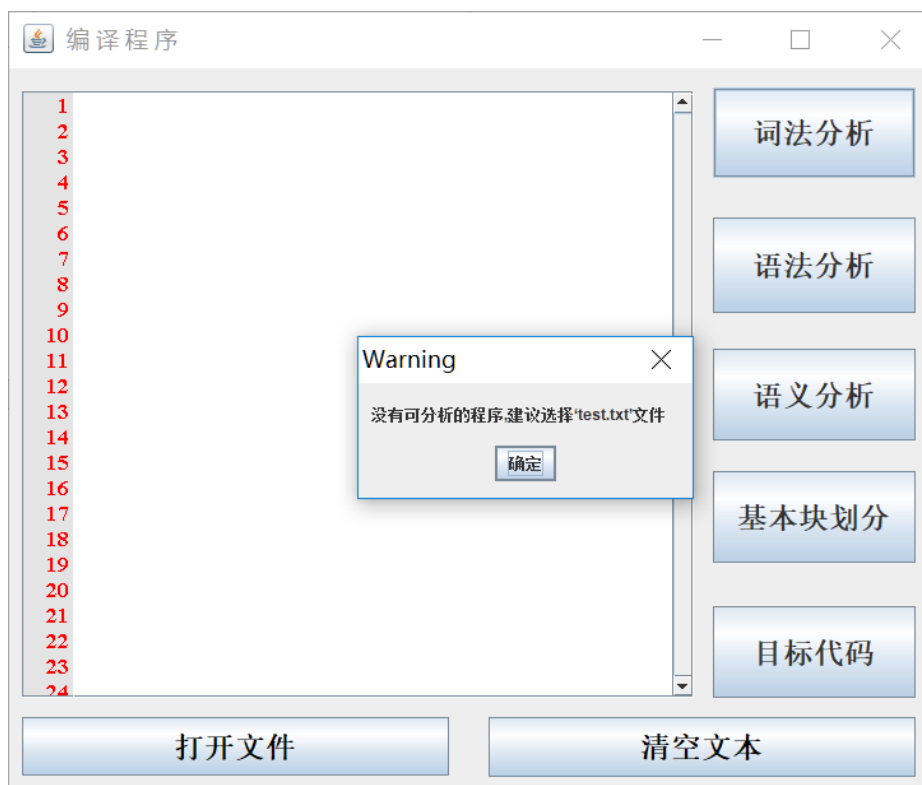 编译程序
1
2
3
4
5
6
7
8
9
10
11
12
13
14
15
16
17
18
19
20
21
22
23
24
Warning
没有可分析的程序,建议选择‘test.txt’文件
确定
词法分析
语法分析
语义分析
基本块划分
目标代码
打开文件
清空文本